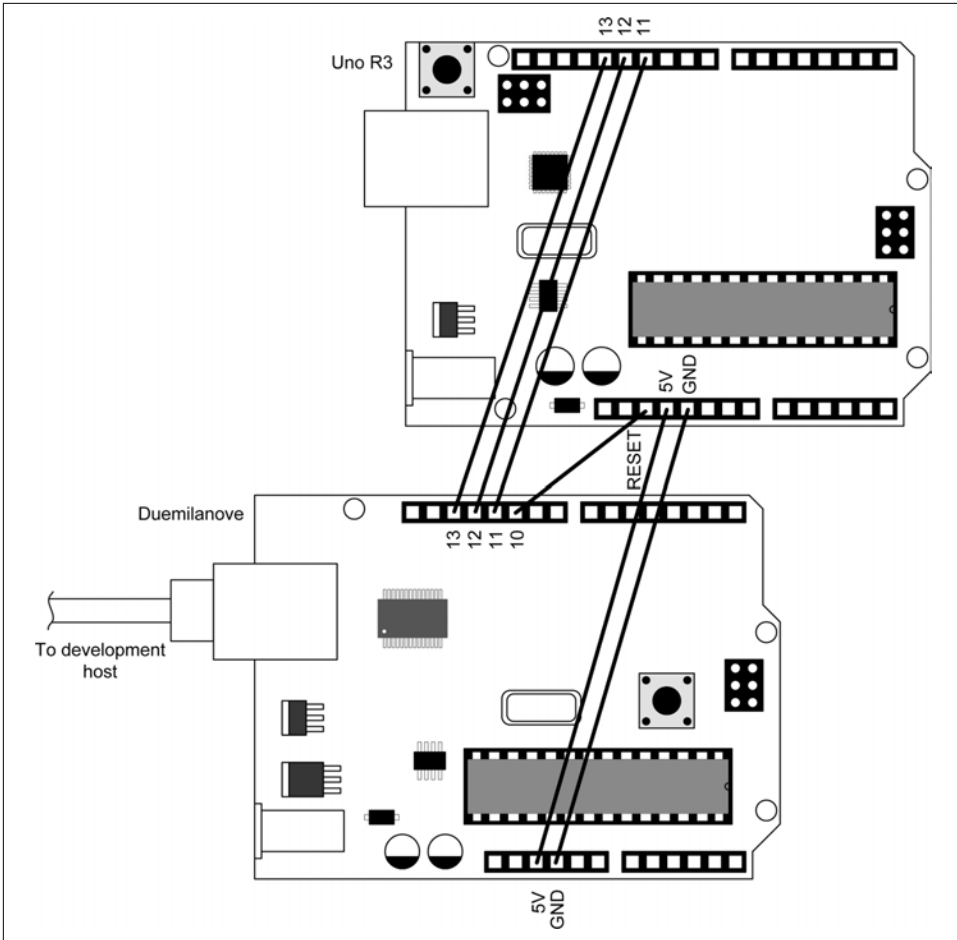 13
12
11
Uno R3
5V
GND
RESET
Duemilanove
13
12
11
10
To development
host
5V
GND